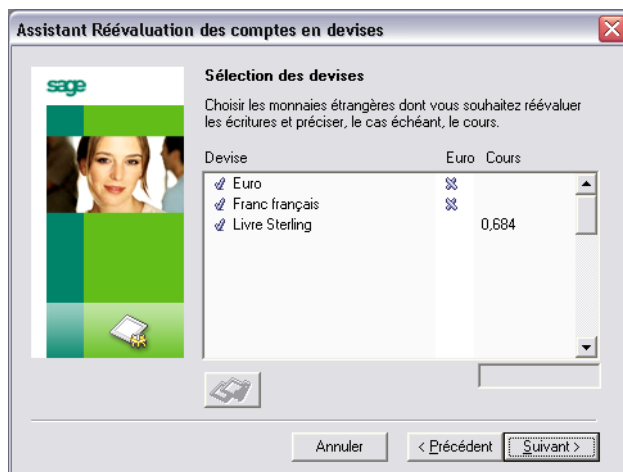 Assistant Réévaluation des comptes en devises
sage
Sélection des devises
Choisir les monnaies étrangères dont vous souhaitez réévaluer
les écritures et préciser, le cas échéant, le cours.
Devise Euro Cours
Euro
Franc français
Livre Sterling 0,684
Annuler < Précédent Suivant >